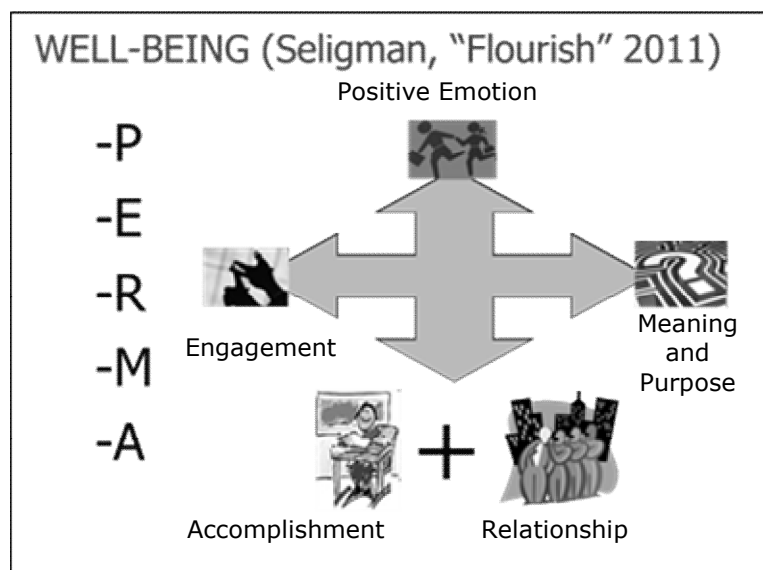 WELL-BEING (Seligman, “Flourish” 2011)
Positive Emotion
-P
-E
-R
-M
-A
Engagement
Meaning
and
Purpose
+
Accomplishment
Relationship